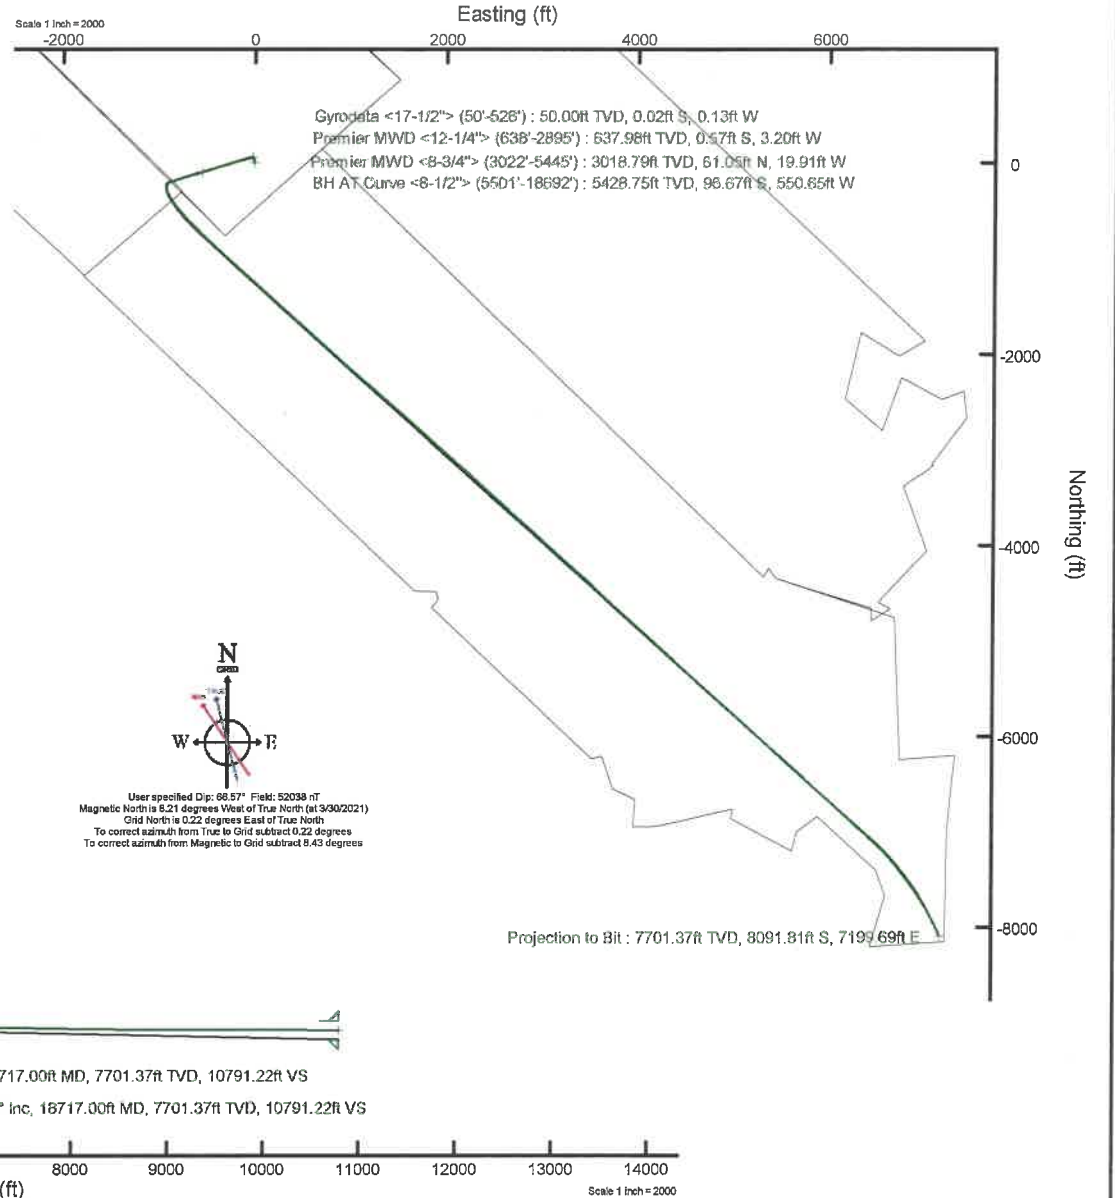 Easting (ft)
Scale 1 inch = 2000
-2000 0 2000 4000 6000
Gyrodata <17-1/2"> (50'-526') : 50.00ft TVD, 0.02ft S, 0.13ft W
Premier MWD <12-1/4"> (638'-2895') : 637.98ft TVD, 0.57ft S, 3.20ft W
Premier MWD <8-3/4"> (3022'-5445') : 3018.79ft TVD, 61.05ft N, 19.91ft W
BH AT Curve <8-1/2"> (5501'-18692') : 5428.75ft TVD, 96.67ft S, 550.65ft W
0
-2000
-4000
-6000
-8000
Northing (ft)
N
GRID
W E
User specified Dip: 66.57° Field: 52038 nT
Magnetic North is 8.21 degrees West of True North (at 3/30/2021)
Grid North is 0.22 degrees East of True North
To correct azimuth from True to Grid subtract 0.22 degrees
To correct azimuth from Magnetic to Grid subtract 8.43 degrees
Projection to Bit : 7701.37ft TVD, 8091.81ft S, 7199.69ft E
717.00ft MD, 7701.37ft TVD, 10791.22ft VS
° Inc, 18717.00ft MD, 7701.37ft TVD, 10791.22ft VS
8000 9000 10000 11000 12000 13000 14000
(ft)
Scale 1 inch = 2000